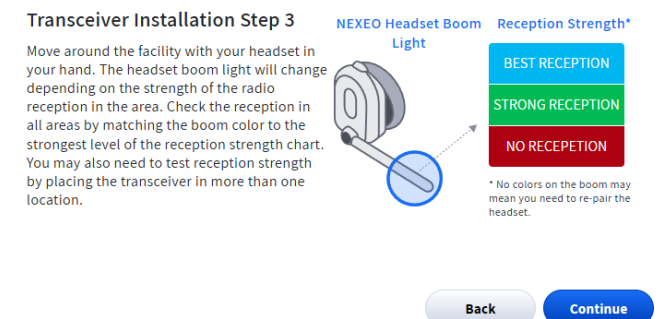 Transceiver Installation Step 3
Move around the facility with your headset in
your hand. The headset boom light will change
depending on the strength of the radio
reception in the area. Check the reception in
all areas by matching the boom color to the
strongest level of the reception strength chart.
You may also need to test reception strength
by placing the transceiver in more than one
location.
NEXEO Headset Boom
Light
Reception Strength*
BEST RECEPTION
STRONG RECEPTION
NO RECEPETION
* No colors on the boom may
mean you need to re-pair the
headset.
Back
Continue